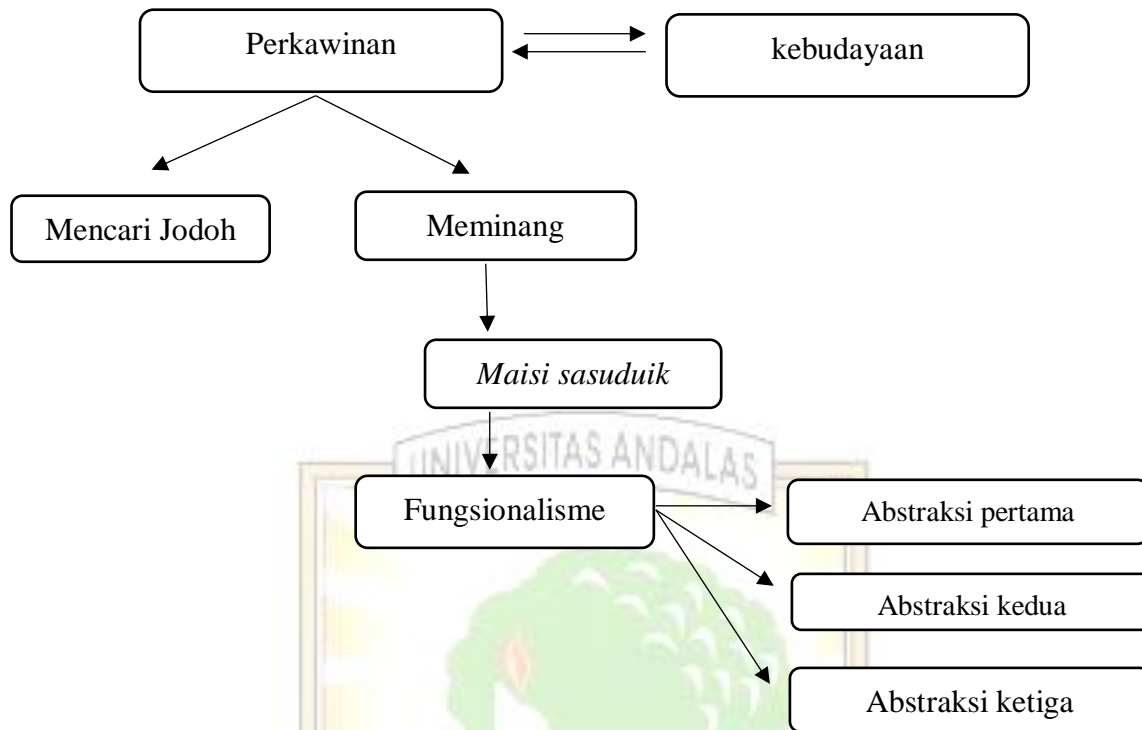 Perkawinan
kebudayaan
Mencari Jodoh
Meminang
Maisi sasuduik
UNIVERSITAS ANDALAS
Fungsionalisme
Abstraksi pertama
Abstraksi kedua
Abstraksi ketiga